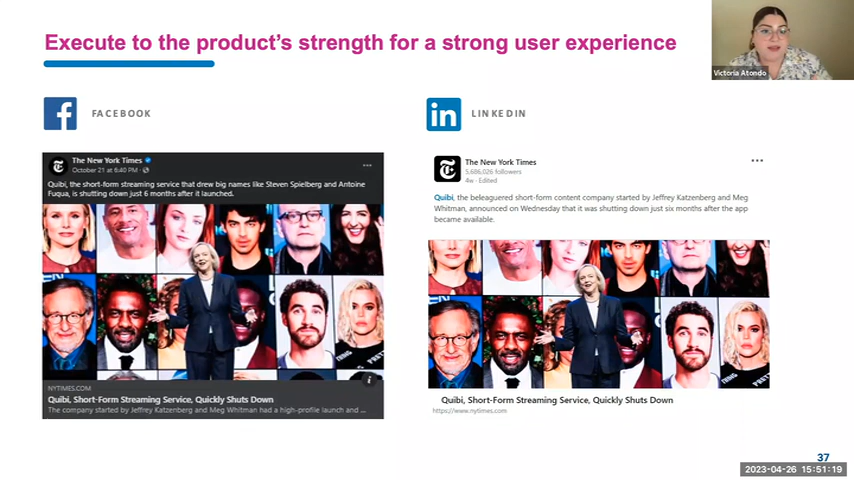 Execute to the product's strength for a strong user experience
Victoria Atondo
FACEBOOK
LINKEDIN
The New York Times
October 21 at 6:40 PM ·
Quibi, the short-form streaming service that drew big names like Steven Spielberg and Antoine
Fuqua, is shutting down just 6 months after it launched.
NYTIMES.COM
Quibi, Short-Form Streaming Service, Quickly Shuts Down
The company started by Jeffrey Katzenberg and Meg Whitman had a high-profile launch and ...
The New York Times
5,686,026 followers
4w · Edited
Quibi, the beleaguered short-form content company started by Jeffrey Katzenberg and Meg
Whitman, announced on Wednesday that it was shutting down just six months after the app
became available.
Quibi, Short-Form Streaming Service, Quickly Shuts Down
https://www.nytimes.com
37
2023-04-26 15:51:19